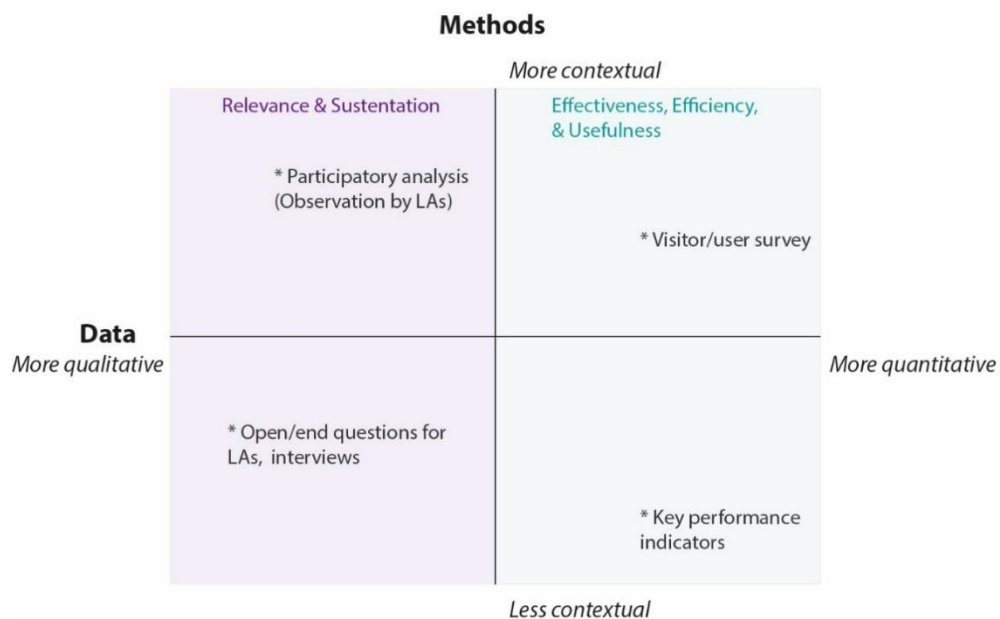 Methods
More contextual
Relevance & Sustentation
Effectiveness, Efficiency,
& Usefulness
* Participatory analysis
(Observation by LAs)
* Visitor/user survey
Data
More qualitative
More quantitative
* Open/end questions for
LAs, interviews
* Key performance
indicators
Less contextual